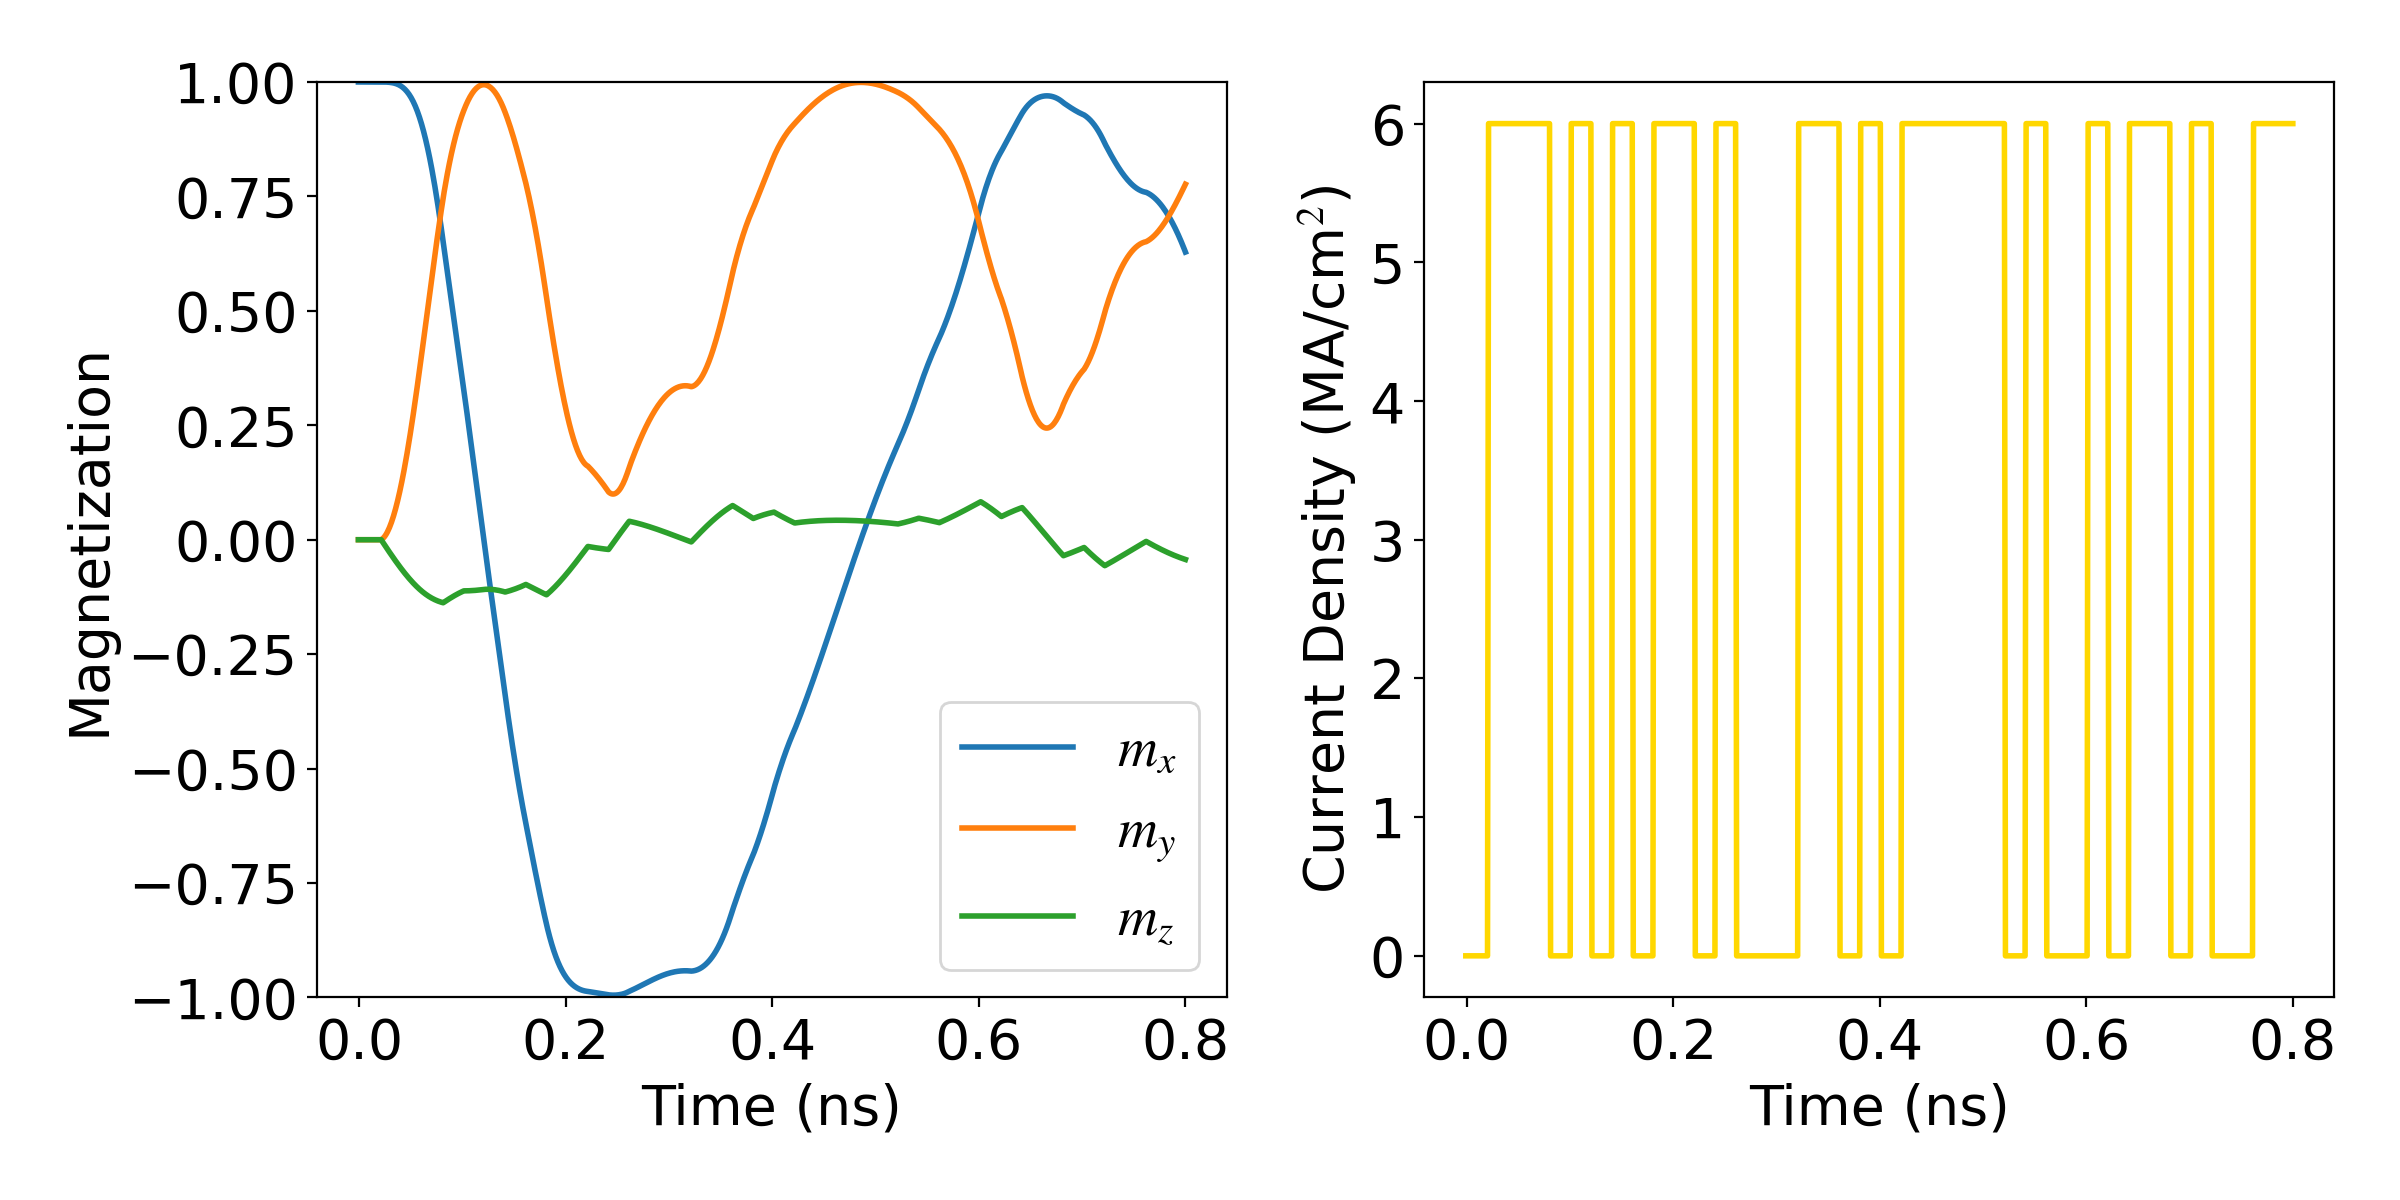 1.00
0.75
0.50
0.25
0.00
−0.25
−0.50
−0.75
−1.00
Magnetization
0.0 0.2 0.4 0.6 0.8
Time (ns)
m_x
m_y
m_z
6
5
4
3
2
1
0
Current Density (MA/cm²)
0.0 0.2 0.4 0.6 0.8
Time (ns)